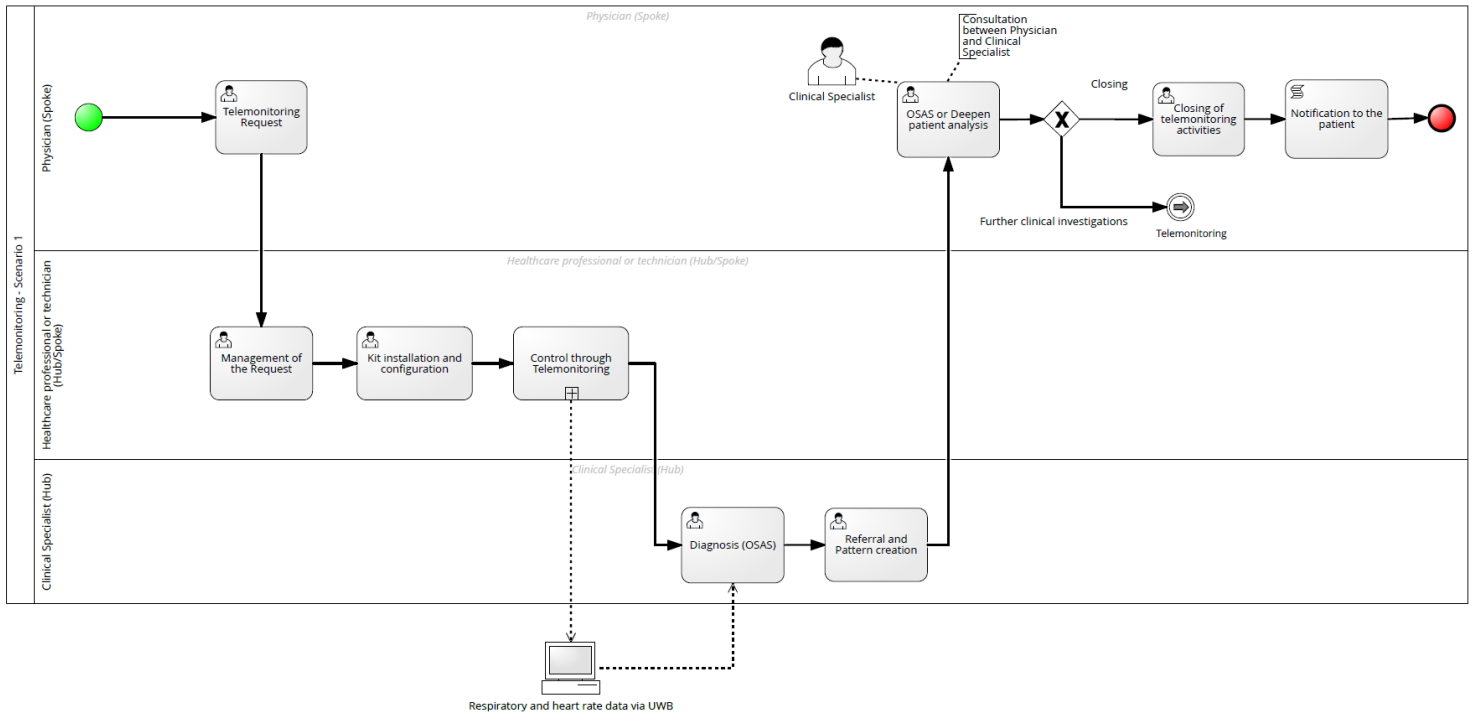 Telemonitoring - Scenario 1
Physician (Spoke)
Physician (Spoke)
Telemonitoring
Request
Clinical Specialist
Consultation
between Physician
and Clinical
Specialist
OSAS or Deepen
patient analysis
X
Closing
Closing of
telemonitoring
activities
Notification to the
patient
Further clinical investigations
Telemonitoring
Healthcare professional or technician
(Hub/Spoke)
Healthcare professional or technician (Hub/Spoke)
Management of
the Request
Kit installation and
configuration
Control through
Telemonitoring
Clinical Specialist (Hub)
Clinical Specialist (Hub)
Diagnosis (OSAS)
Referral and
Pattern creation
Respiratory and heart rate data via UWB